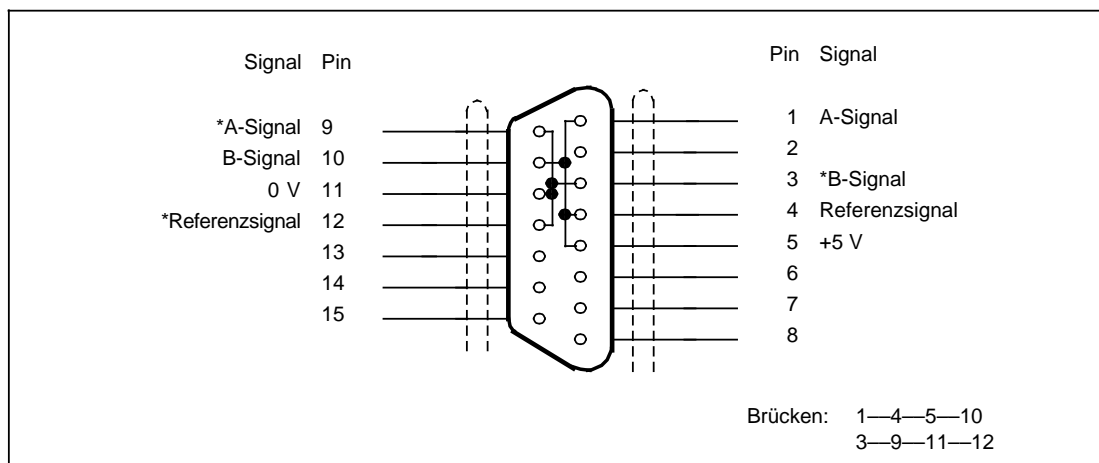 Signal Pin
*A-Signal 9
B-Signal 10
0 V 11
*Referenzsignal 12
13
14
15
Pin Signal
1 A-Signal
2
3 *B-Signal
4 Referenzsignal
5 +5 V
6
7
8
Brücken: 1—4—5—10
3—9—11—12